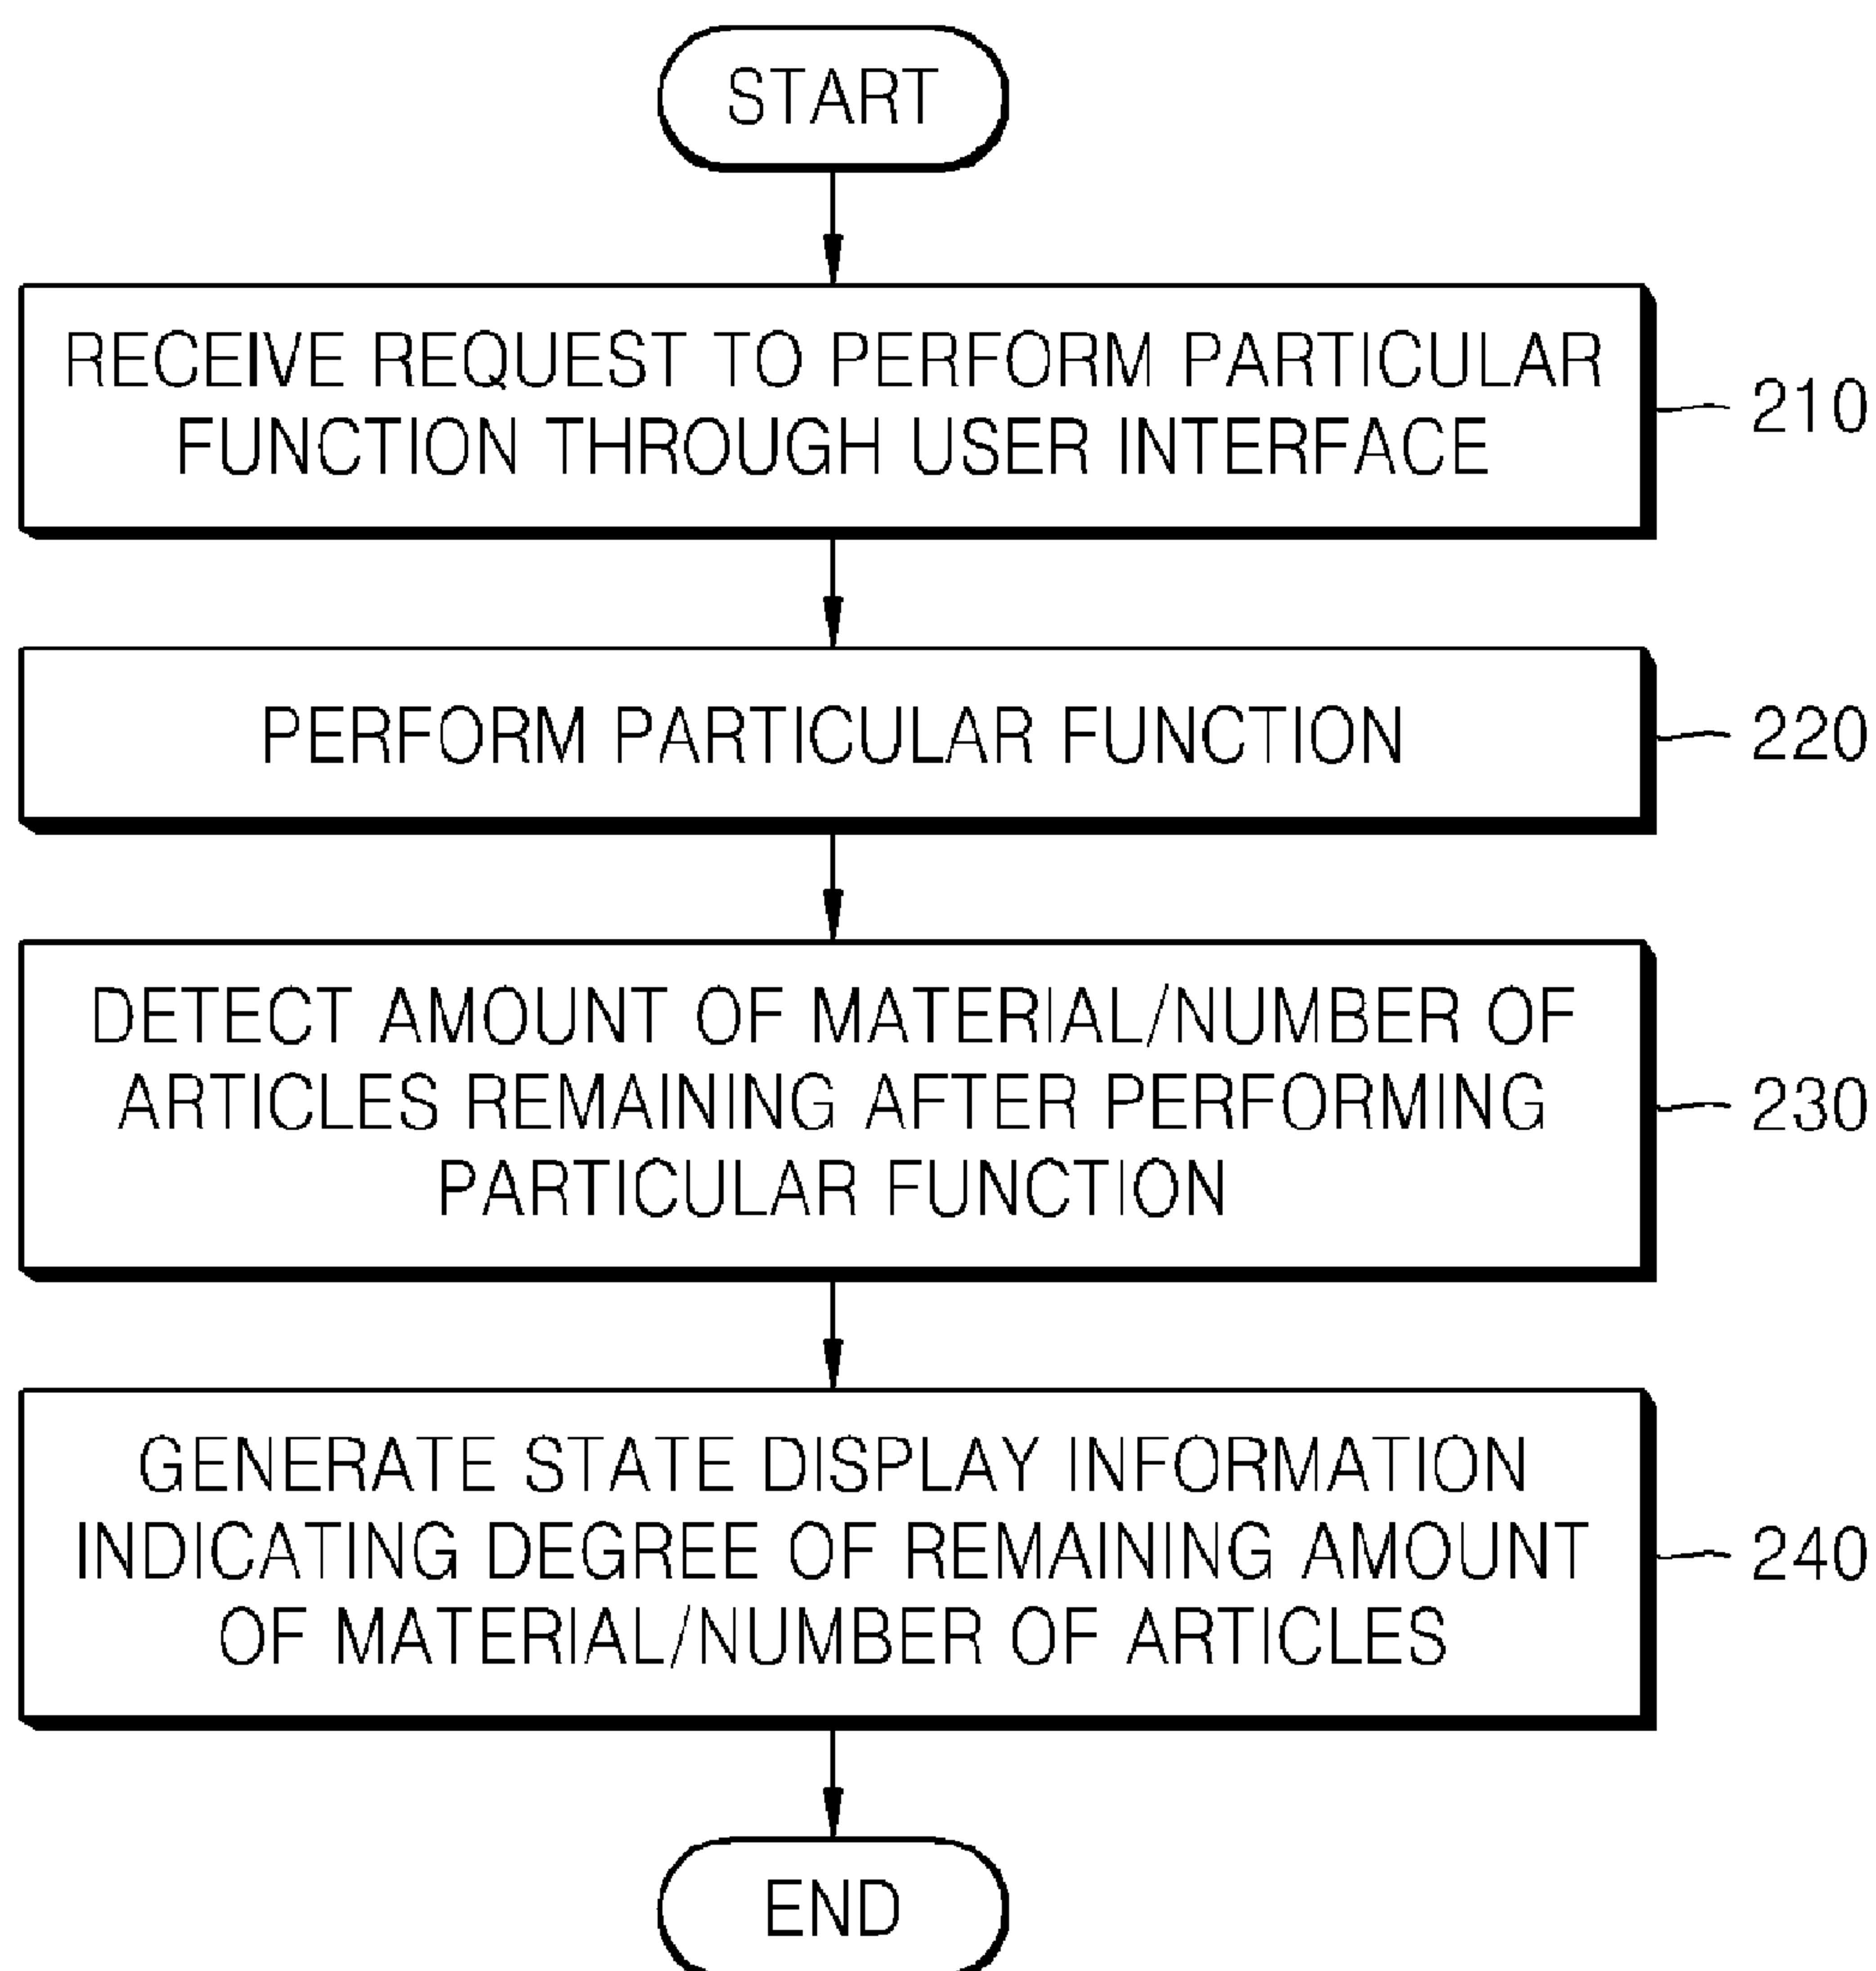 START
RECEIVE REQUEST TO PERFORM PARTICULAR
FUNCTION THROUGH USER INTERFACE
210
PERFORM PARTICULAR FUNCTION
220
DETECT AMOUNT OF MATERIAL/NUMBER OF
ARTICLES REMAINING AFTER PERFORMING
PARTICULAR FUNCTION
230
GENERATE STATE DISPLAY INFORMATION
INDICATING DEGREE OF REMAINING AMOUNT
OF MATERIAL/NUMBER OF ARTICLES
240
END